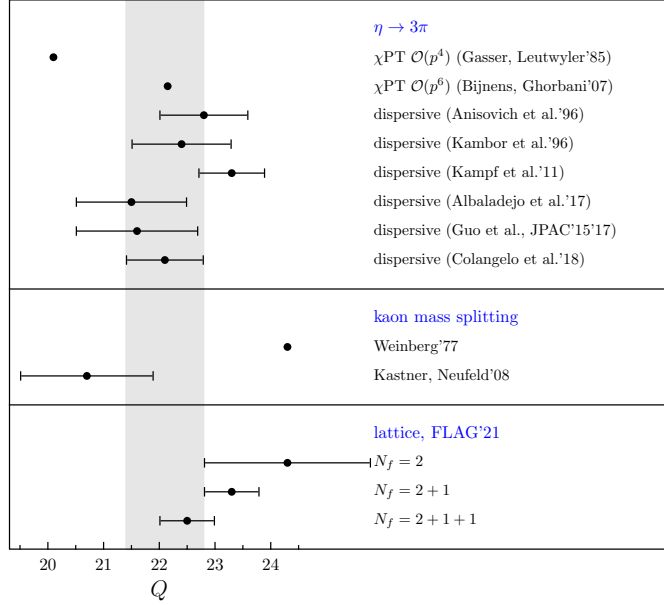 η → 3π
χPT 𝒪(p⁴) (Gasser, Leutwyler'85)
χPT 𝒪(p⁶) (Bijnens, Ghorbani'07)
dispersive (Anisovich et al.'96)
dispersive (Kambor et al.'96)
dispersive (Kampf et al.'11)
dispersive (Albaladejo et al.'17)
dispersive (Guo et al., JPAC'15'17)
dispersive (Colangelo et al.'18)
kaon mass splitting
Weinberg'77
Kastner, Neufeld'08
lattice, FLAG'21
N_f = 2
N_f = 2 + 1
N_f = 2 + 1 + 1
20 21 22 23 24
Q